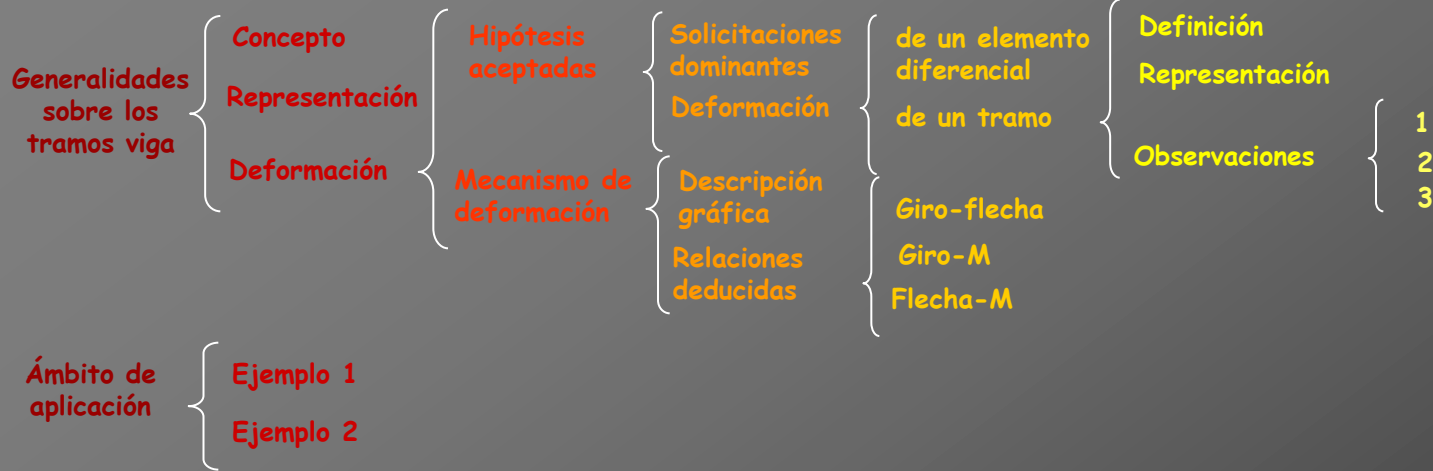 Generalidades
sobre los
tramos viga
Concepto
Representación
Deformación
Hipótesis
aceptadas
Mecanismo de
deformación
Solicitaciones
dominantes
Deformación
Descripción
gráfica
Relaciones
deducidas
de un elemento
diferencial
de un tramo
Giro-flecha
Giro-M
Flecha-M
Definición
Representación
Observaciones
1
2
3
Ámbito de
aplicación
Ejemplo 1
Ejemplo 2